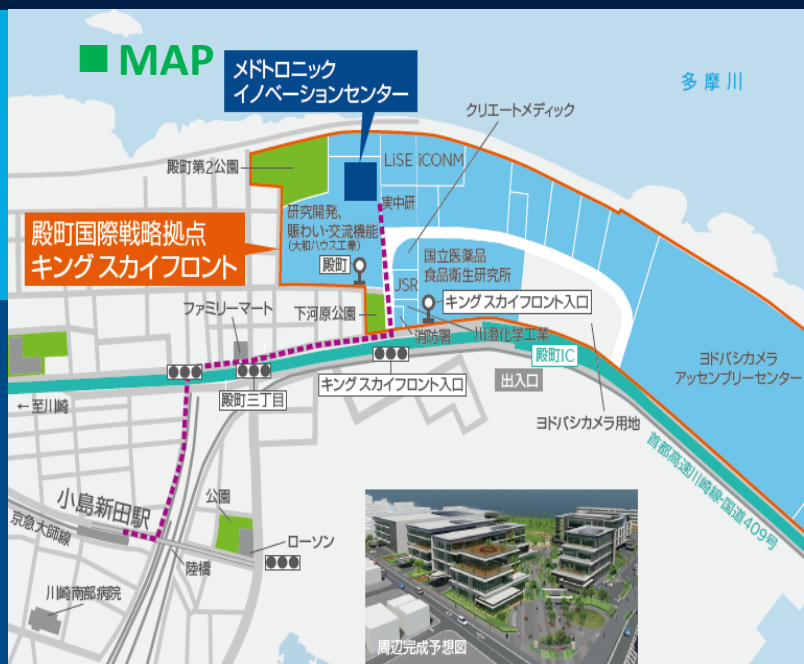 ■ MAP
メドトロニック
イノベーションセンター
多摩川
クリエートメディック
殿町第2公園
LiSE iCONM
実中研
研究開発、
賑わい・交流機能
(大和ハウス工業)
殿町国際戦略拠点
キング スカイフロント
殿町
国立医薬品
食品衛生研究所
JSR
キング スカイフロント入口
ファミリーマート
下河原公園
消防署
川澄化学工業
殿町IC
ヨドバシカメラ
アッセンブリーセンター
キング スカイフロント入口
出入口
殿町三丁目
←至川崎
ヨドバシカメラ用地
首都高速川崎線・国道409号
小島新田駅
公園
京急大師線
ローソン
陸橋
川崎南部病院
周辺完成予想図